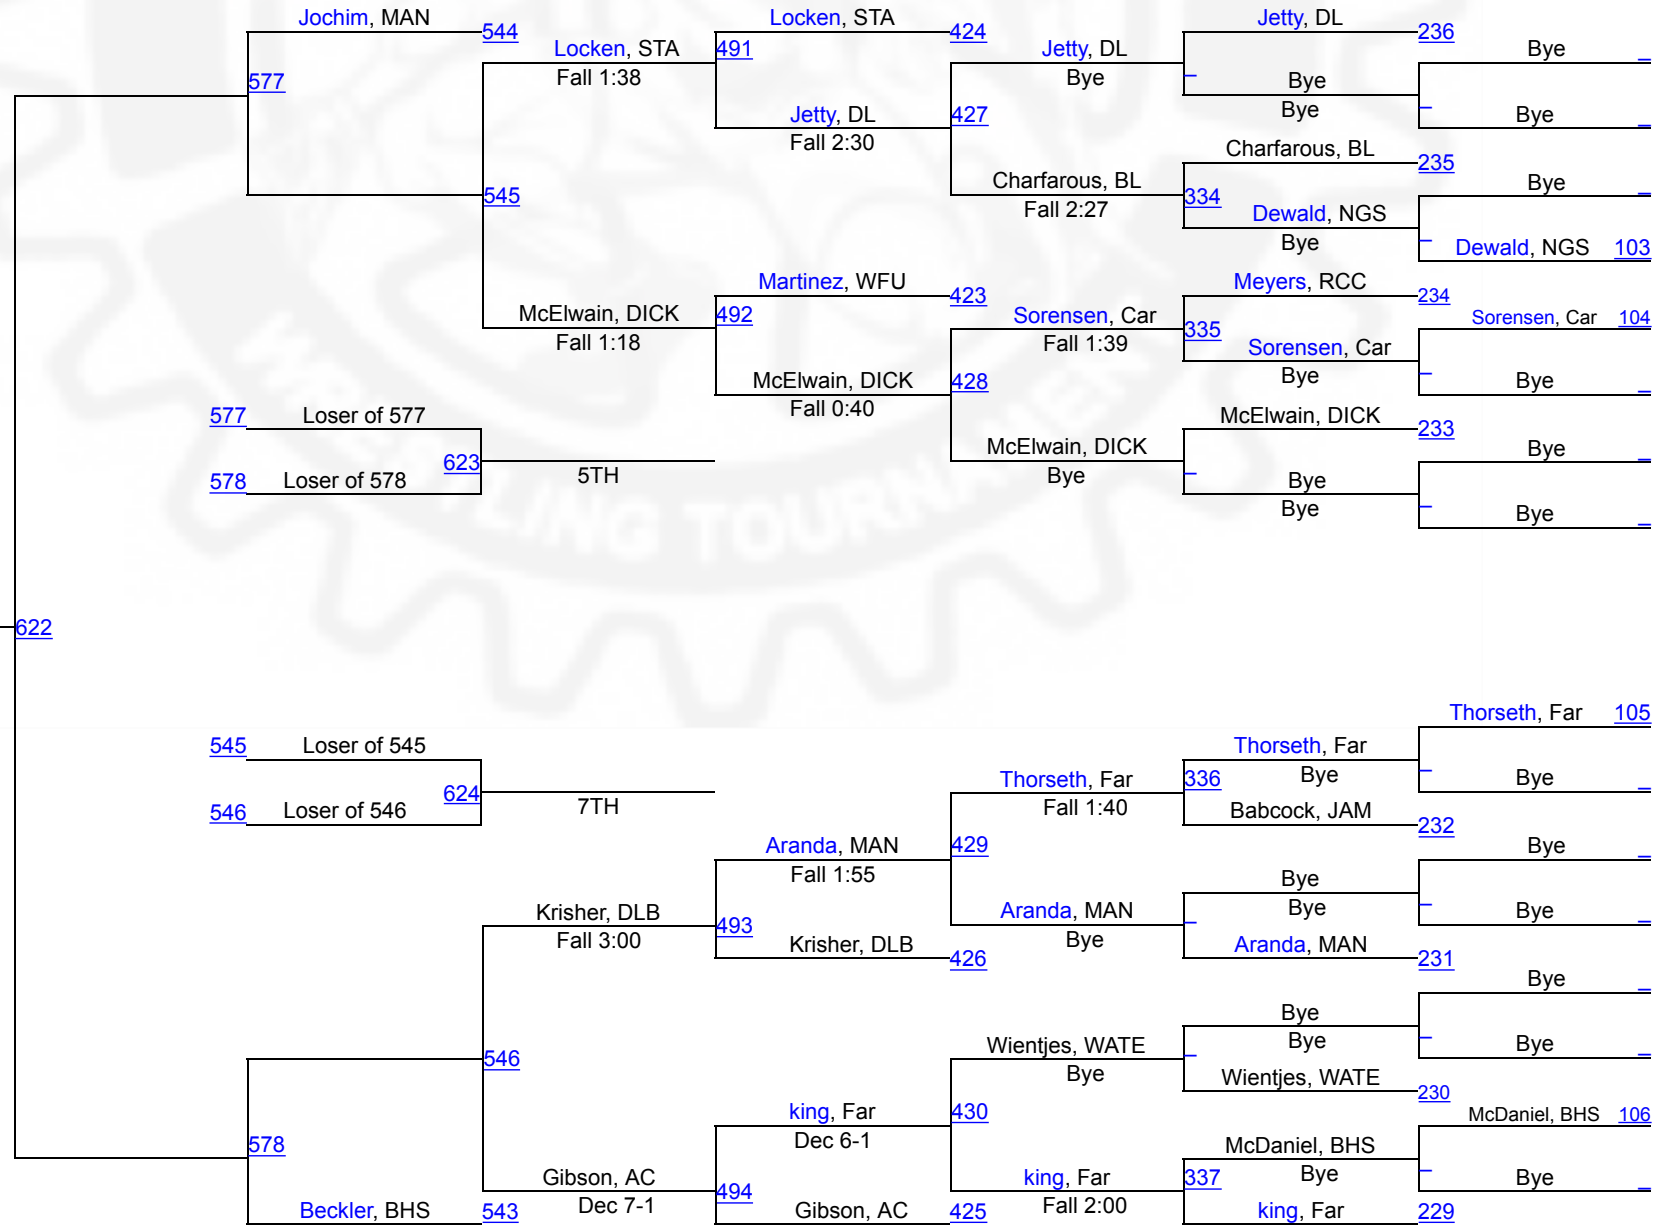 Jochim, MAN
Locken, STA
Jetty, DL
544
424
236
Locken, STA
491
Jetty, DL
Bye
_
577
Fall 1:38
Bye
_
Bye
_
Jetty, DL
427
Bye
Bye
_
Fall 2:30
Charfarous, BL
235
Charfarous, BL
Bye
_
545
Fall 2:27
334
Dewald, NGS
Bye
_
Dewald, NGS 103
Martinez, WFU
Meyers, RCC
423
234
McElwain, DICK
492
Sorensen, Car
335
Sorensen, Car 104
Fall 1:18
Fall 1:39
Sorensen, Car
McElwain, DICK
428
Bye
_
Bye
_
Fall 0:40
577
Loser of 577
McElwain, DICK
233
McElwain, DICK
Bye
_
623
5TH
Bye
_
Bye
578
Loser of 578
Bye
_
Bye
_
WRESTLING TOURNAMEN
622
Thorseth, Far 105
545
Loser of 545
Thorseth, Far
Thorseth, Far
336
Bye
_
Bye
_
624
7TH
Fall 1:40
546
Loser of 546
Babcock, JAM
232
Aranda, MAN
429
Bye
_
Fall 1:55
Bye
Krisher, DLB
493
Aranda, MAN
_
Bye
_
Bye
_
Fall 3:00
Krisher, DLB
426
Bye
Aranda, MAN
231
Bye
_
Bye
546
Wientjes, WATE
_
Bye
_
Bye
_
Bye
Wientjes, WATE
230
king, Far
430
McDaniel, BHS 106
578
Dec 6-1
McDaniel, BHS
Gibson, AC
494
king, Far
337
Bye
_
Bye
_
Dec 7-1
Fall 2:00
Beckler, BHS
543
Gibson, AC
425
king, Far
229